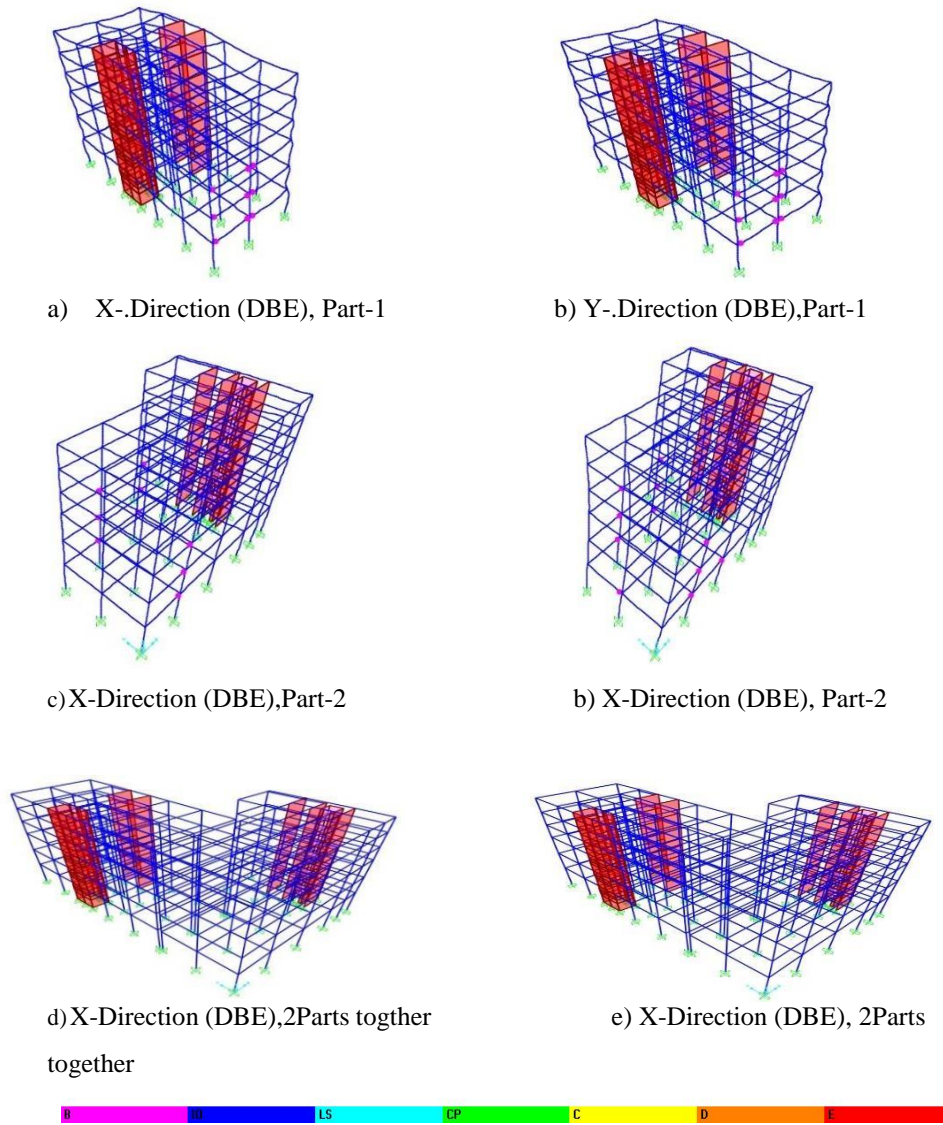 a) X-.Direction (DBE), Part-1
b) Y-.Direction (DBE),Part-1
c)X-Direction (DBE),Part-2
b) X-Direction (DBE), Part-2
d)X-Direction (DBE),2Parts togther
e) X-Direction (DBE), 2Parts
together
B IO LS CP C D E